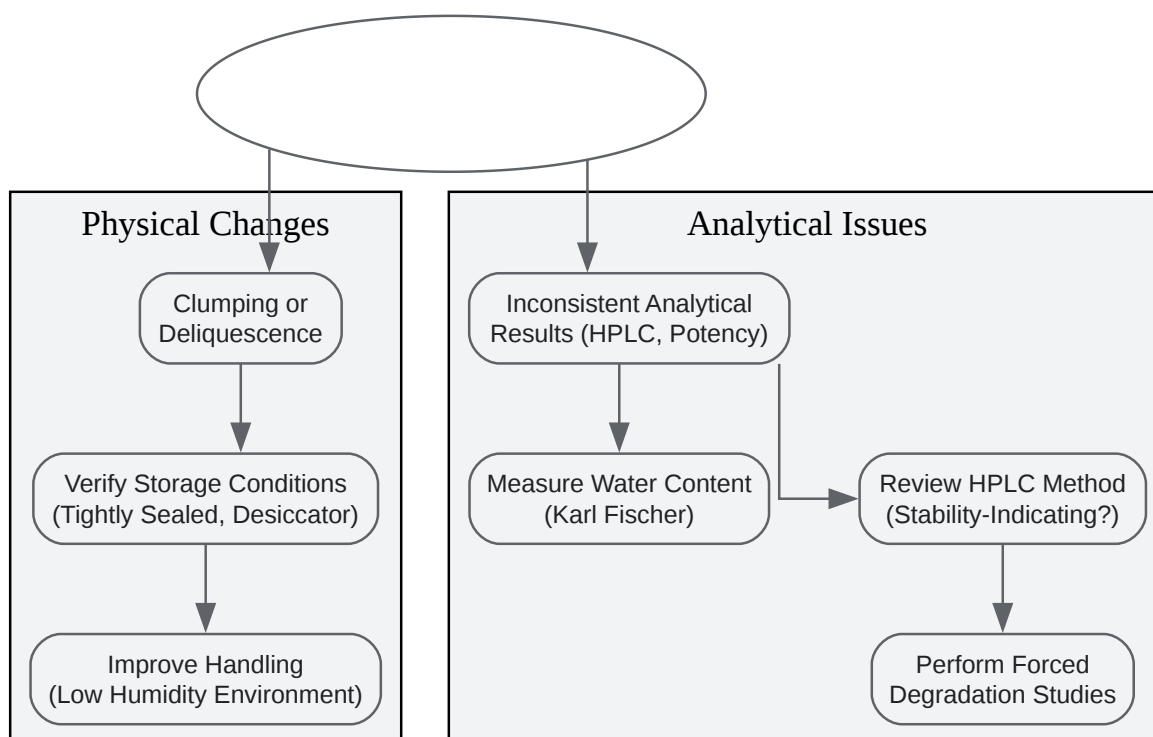 Physical Changes
Clumping or
Deliquescence
Verify Storage Conditions
(Tightly Sealed, Desiccator)
Improve Handling
(Low Humidity Environment)
Analytical Issues
Inconsistent Analytical
Results (HPLC, Potency)
Measure Water Content
(Karl Fischer)
Review HPLC Method
(Stability-Indicating?)
Perform Forced
Degradation Studies